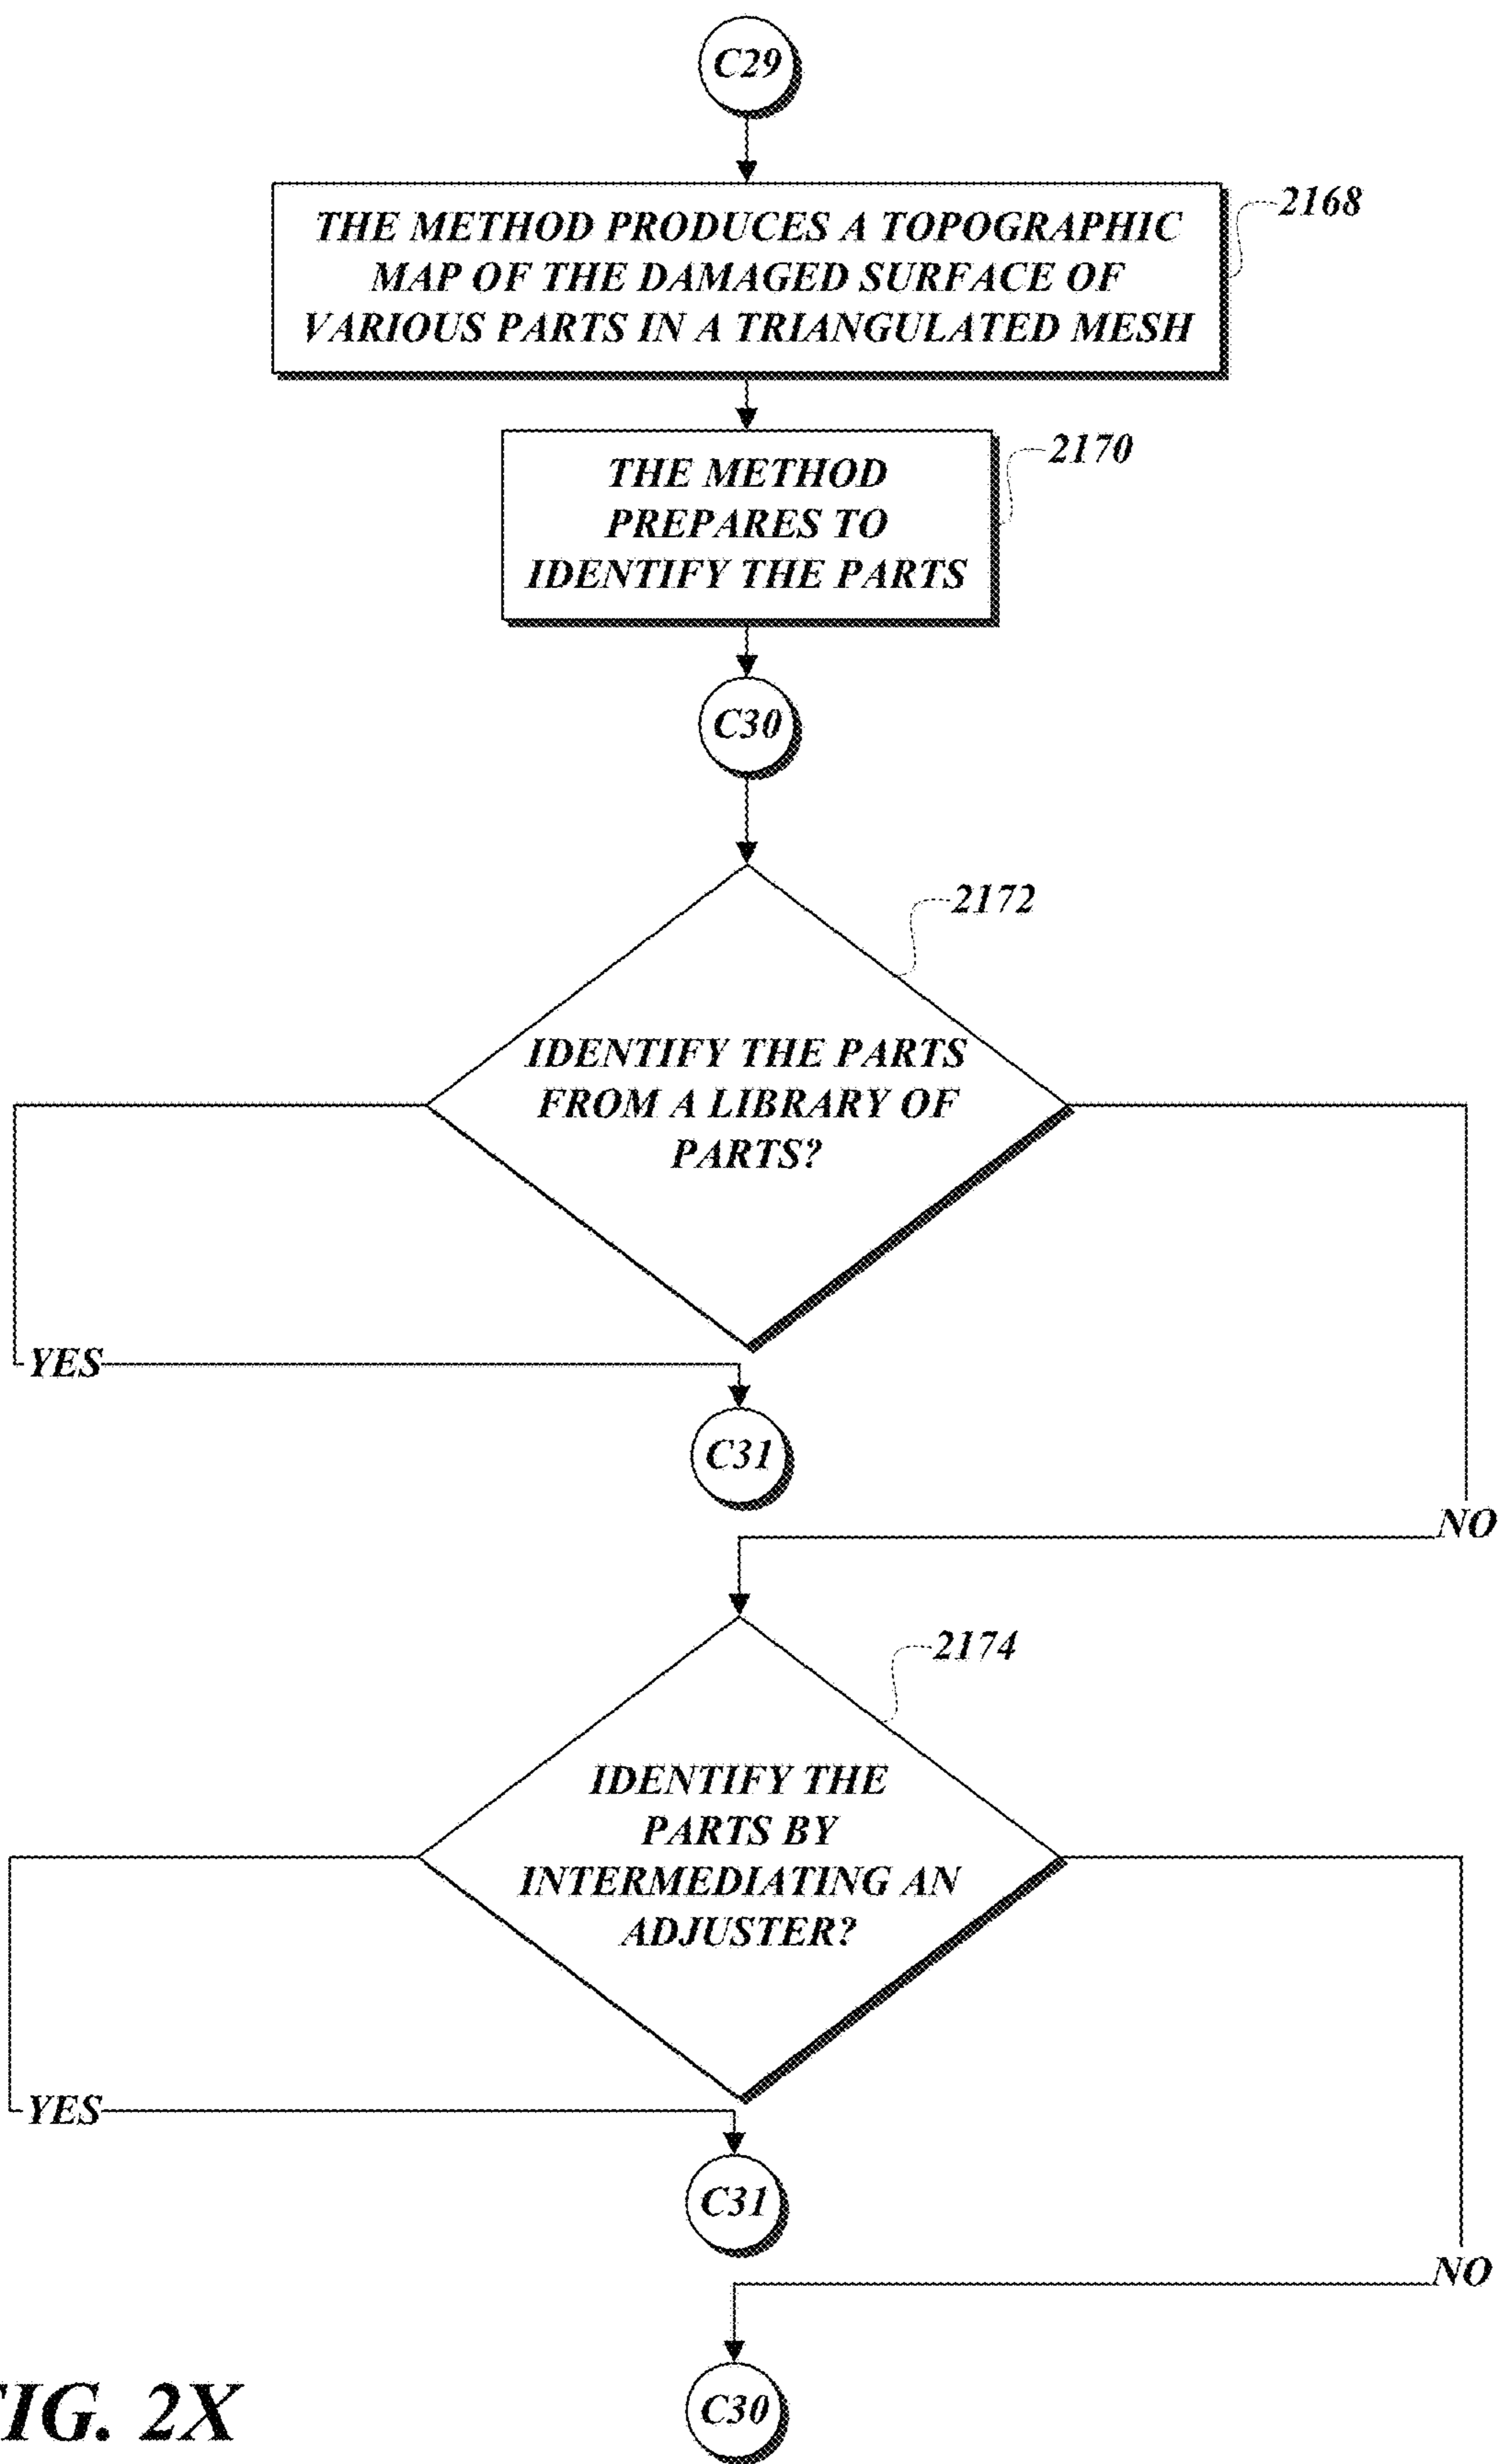 C29
THE METHOD PRODUCES A TOPOGRAPHIC
MAP OF THE DAMAGED SURFACE OF
VARIOUS PARTS IN A TRIANGULATED MESH
2168
THE METHOD
PREPARES TO
IDENTIFY THE PARTS
2170
C30
2172
IDENTIFY THE PARTS
FROM A LIBRARY OF
PARTS?
YES
C31
NO
2174
IDENTIFY THE
PARTS BY
INTERMEDIATING AN
ADJUSTER?
YES
C31
NO
C30
IG. 2X